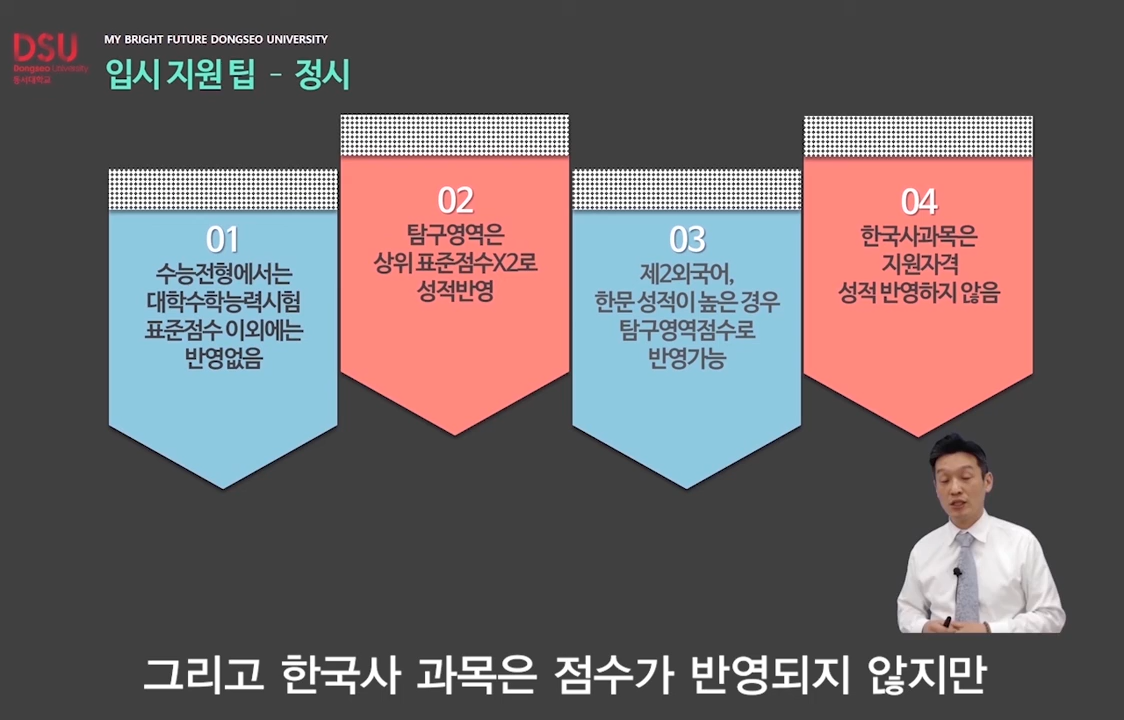 DSU
Dongseo University
동서대학교
MY BRIGHT FUTURE DONGSEO UNIVERSITY
입시 지원 팁 - 정시
01
수능전형에서는
대학수학능력시험
표준점수 이외에는
반영없음
02
탐구영역은
상위 표준점수X2로
성적반영
03
제2외국어,
한문 성적이 높은 경우
탐구영역점수로
반영가능
04
한국사과목은
지원자격
성적 반영하지 않음
그리고 한국사 과목은 점수가 반영되지 않지만